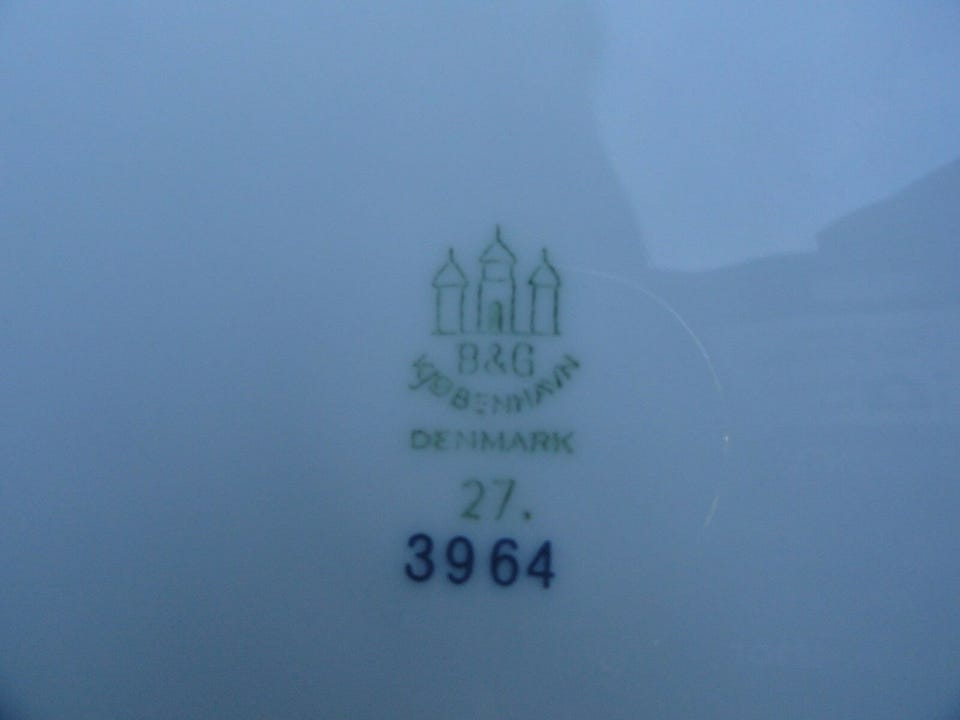 B&G
KJØBENHAVN
DENMARK
27.
3964